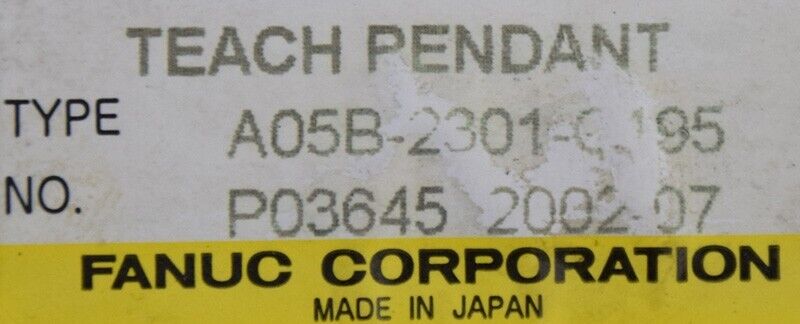 TEACH PENDANT
TYPE A05B-2301-C195
NO. P03645 2002-07
FANUC CORPORATION
MADE IN JAPAN